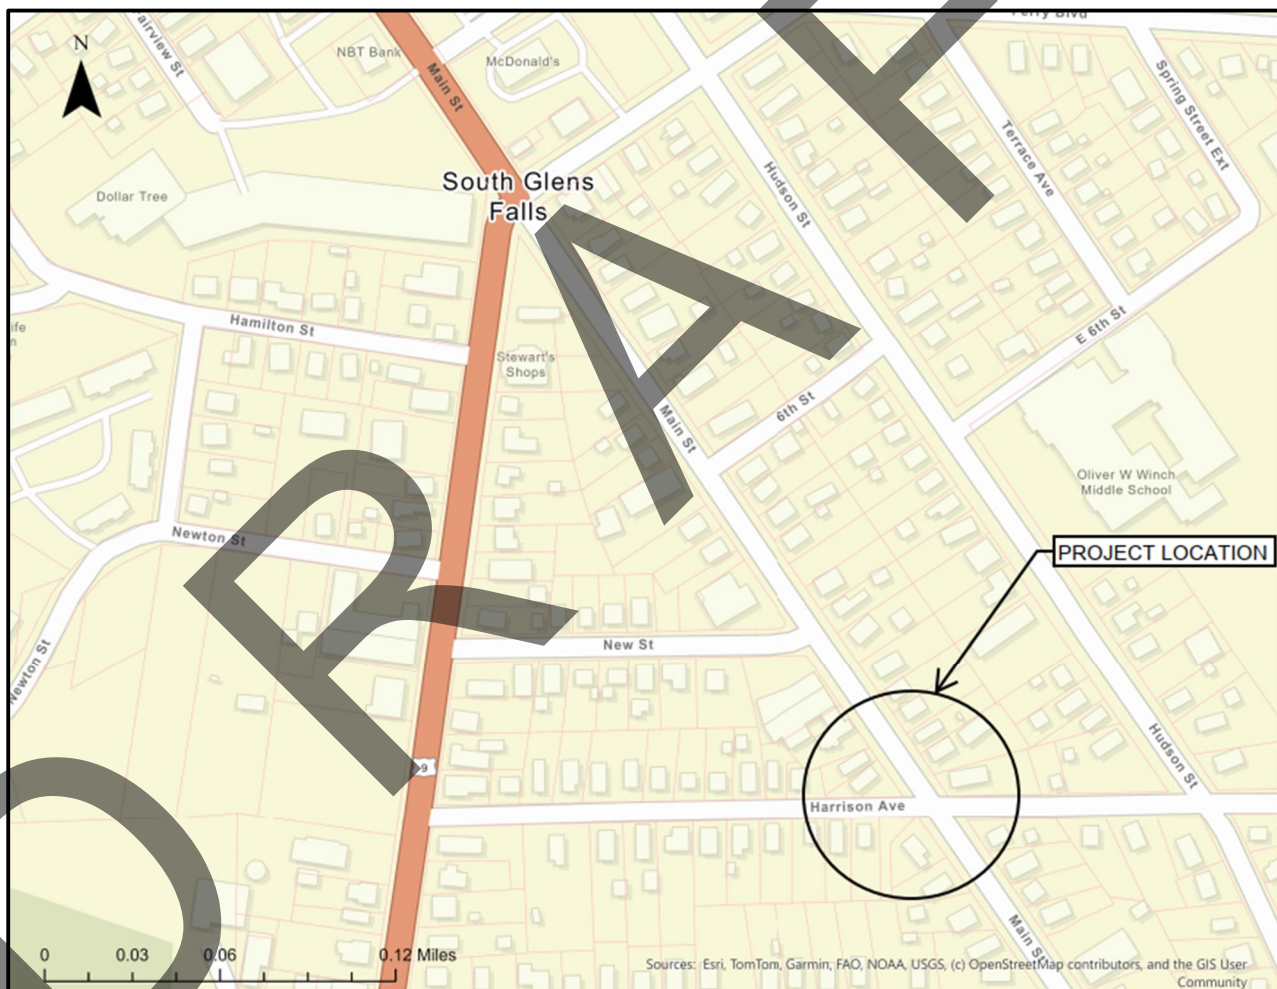 Ferry Blvd
Fairview St
N
NBT Bank
McDonald's
Main St
Spring Street Ext
Terrace Ave
Hudson St
South Glens
Falls
Dollar Tree
Hamilton St
E 6th St
Stewart's
Shops
6th St
Main St
Oliver W Winch
Middle School
Newton St
PROJECT LOCATION
New St
Newton St
Hudson St
9
Harrison Ave
Main St
0 0.03 0.06 0.12 Miles
Sources: Esri, TomTom, Garmin, FAO, NOAA, USGS, (c) OpenStreetMap contributors, and the GIS User
Community
R A